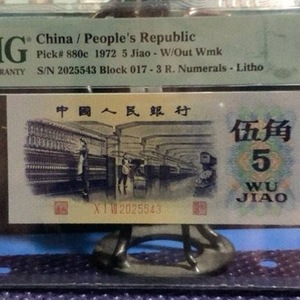 MG China / People's Republic
WARRANTY Pick# 880c 1972 5 Jiao - W/Out Wmk
S/N 2025543 Block 017 - 3 R. Numerals - Litho
中國人民銀行
伍角
5
WU
JIAO
2025543